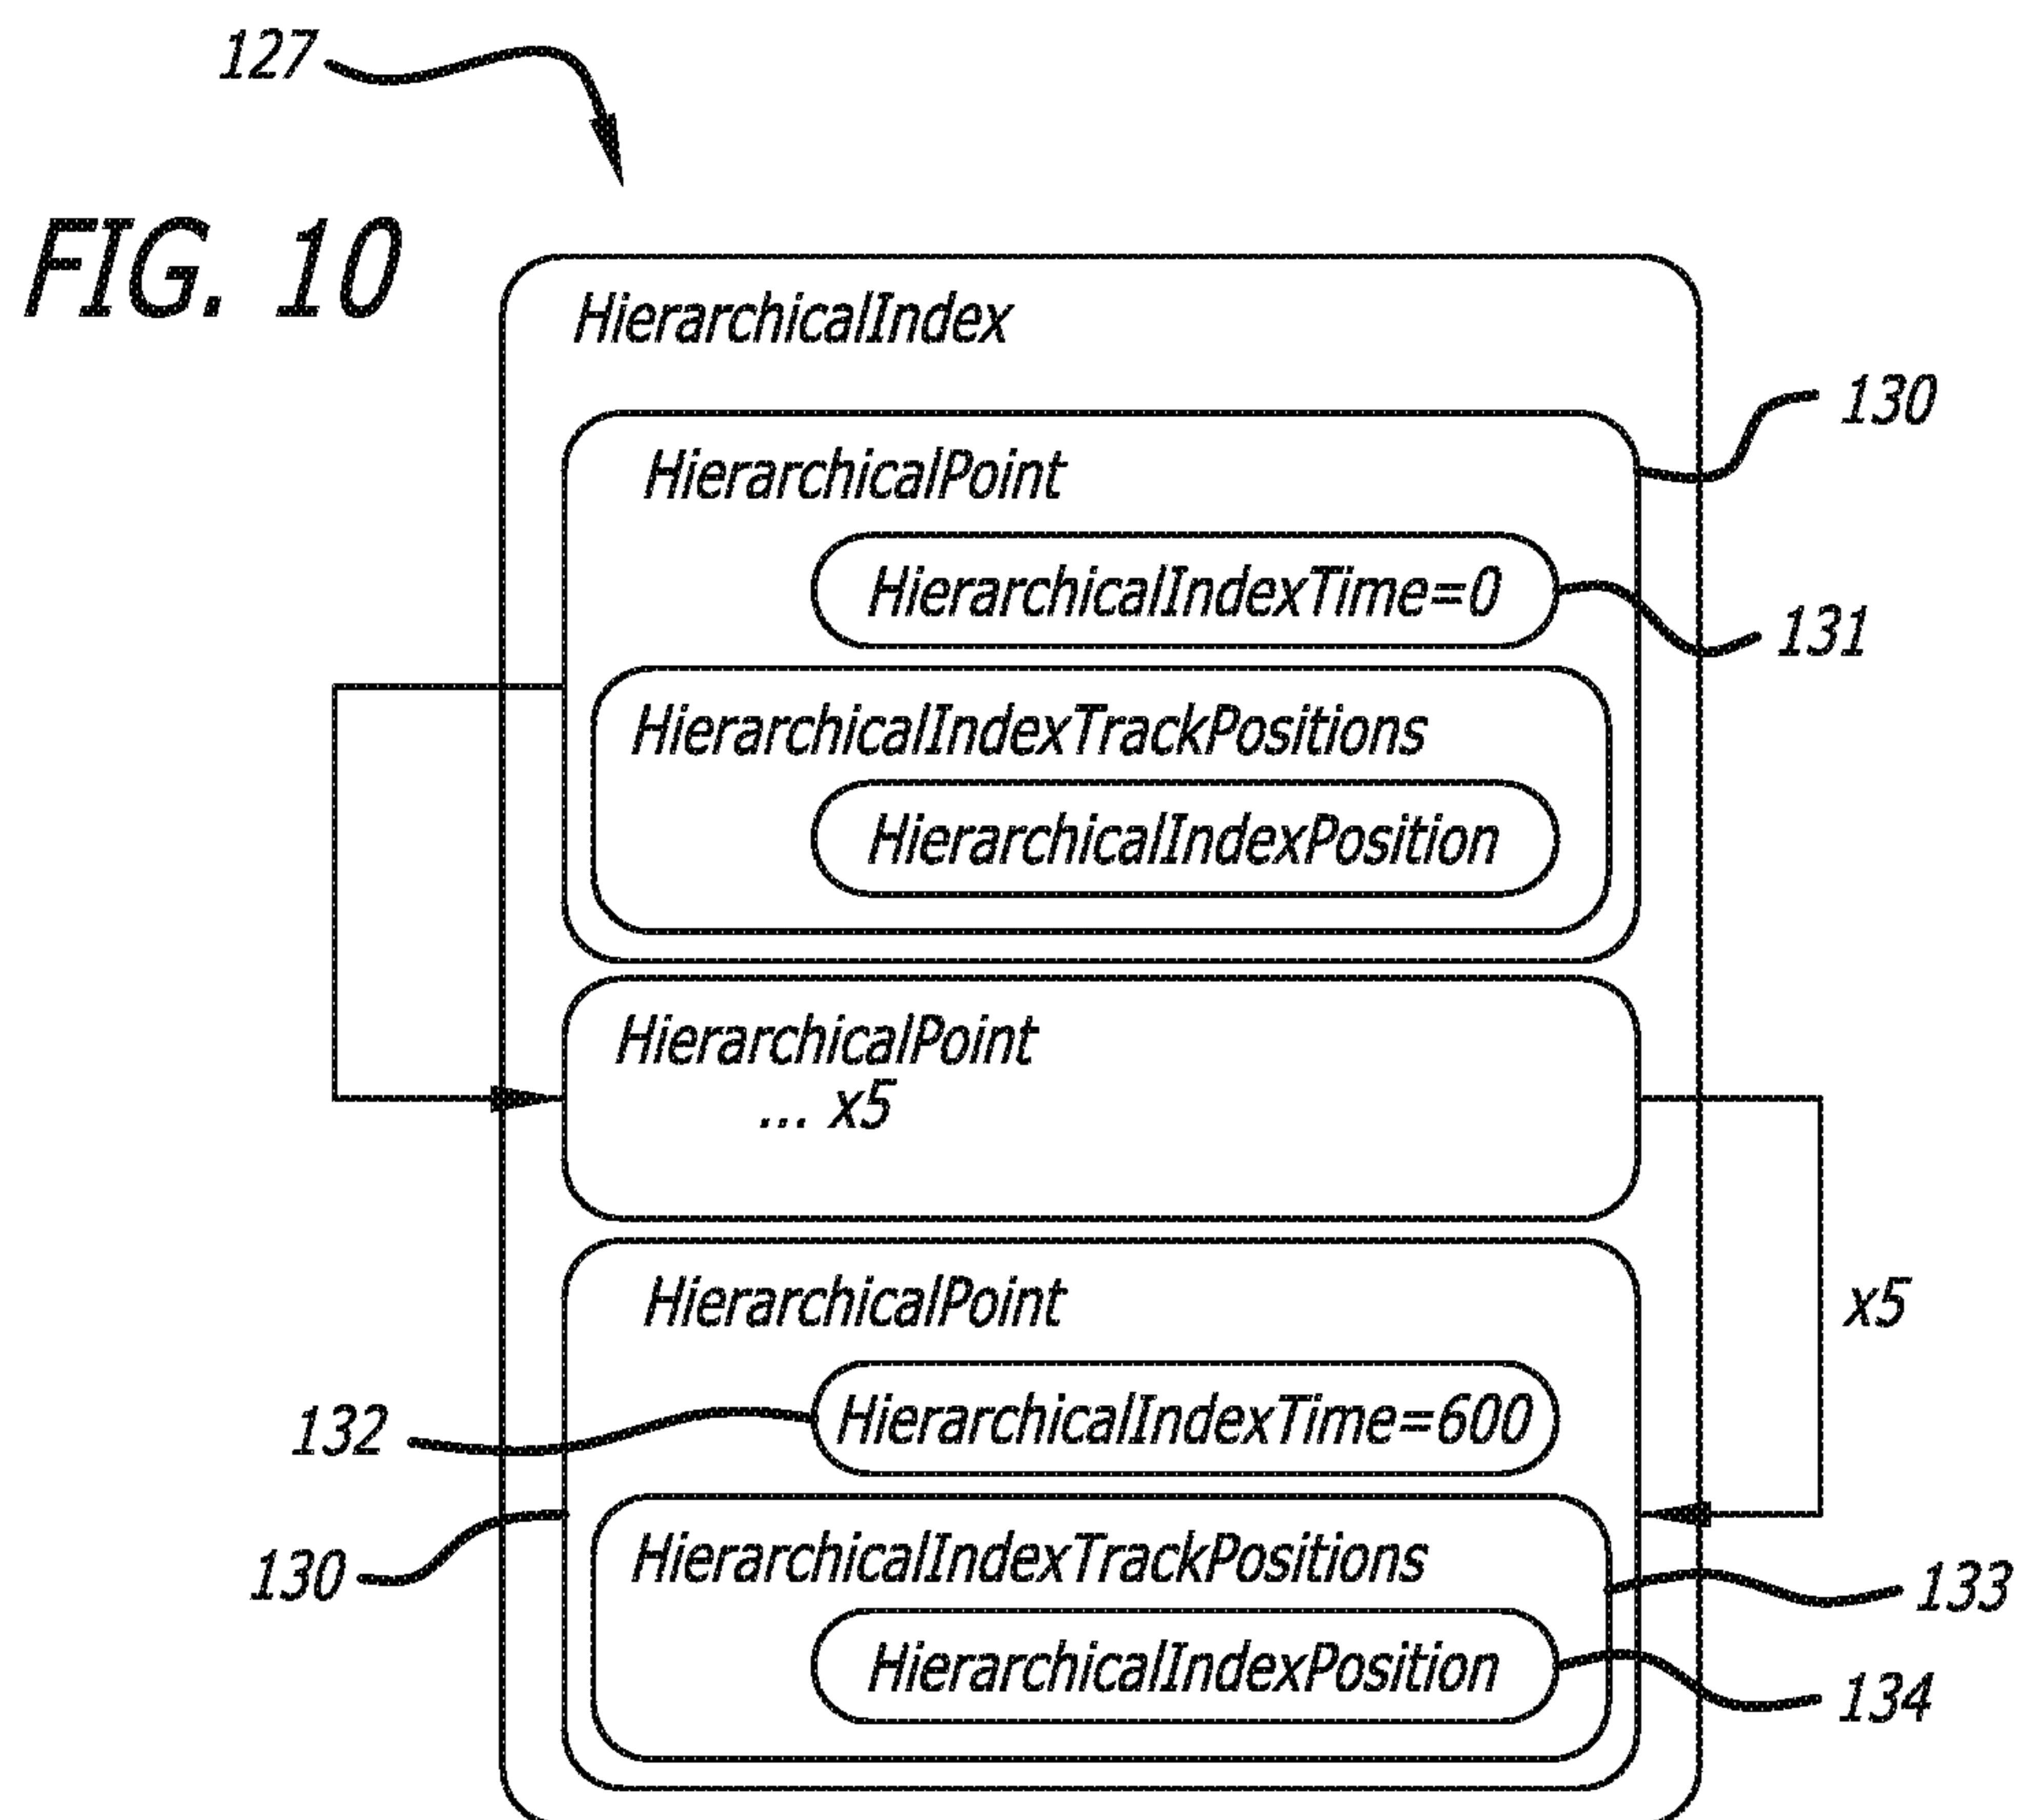 127
FIG. 10
HierarchicalIndex
130
HierarchicalPoint
HierarchicalIndexTime=0
131
HierarchicalIndexTrackPositions
HierarchicalIndexPosition
HierarchicalPoint
... x5
HierarchicalPoint
x5
132
HierarchicalIndexTime=600
130
HierarchicalIndexTrackPositions
133
HierarchicalIndexPosition
134